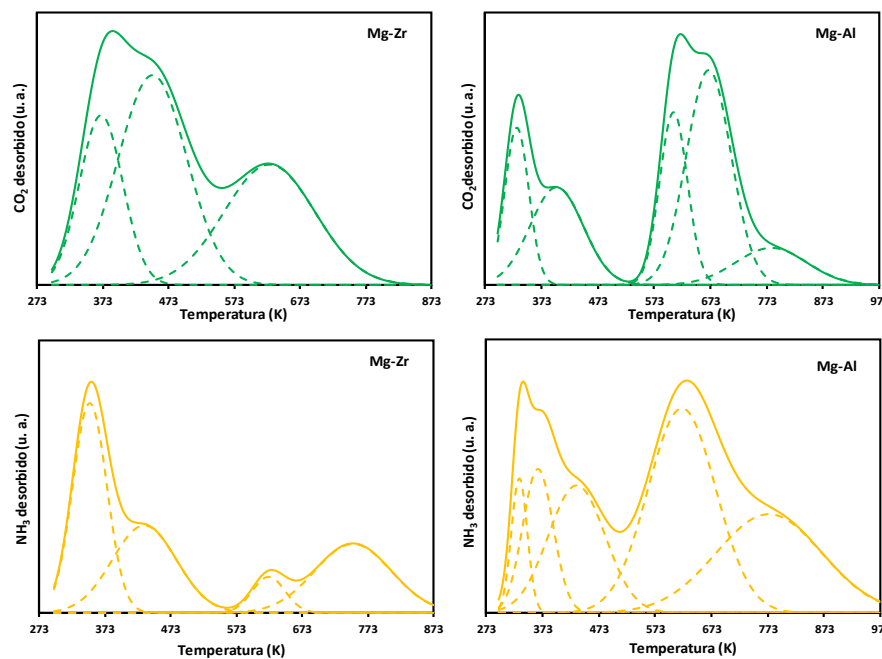 Mg-Zr
CO2 desorbido (u. a.)
273 373 473 573 673 773 873
Temperatura (K)
Mg-Al
CO2 desorbido (u. a.)
273 373 473 573 673 773 873 97
Temperatura (K)
Mg-Zr
NH3 desorbido (u. a.)
273 373 473 573 673 773 873
Temperatura (K)
Mg-Al
NH3 desorbido (u. a.)
273 373 473 573 673 773 873 97
Temperatura (K)